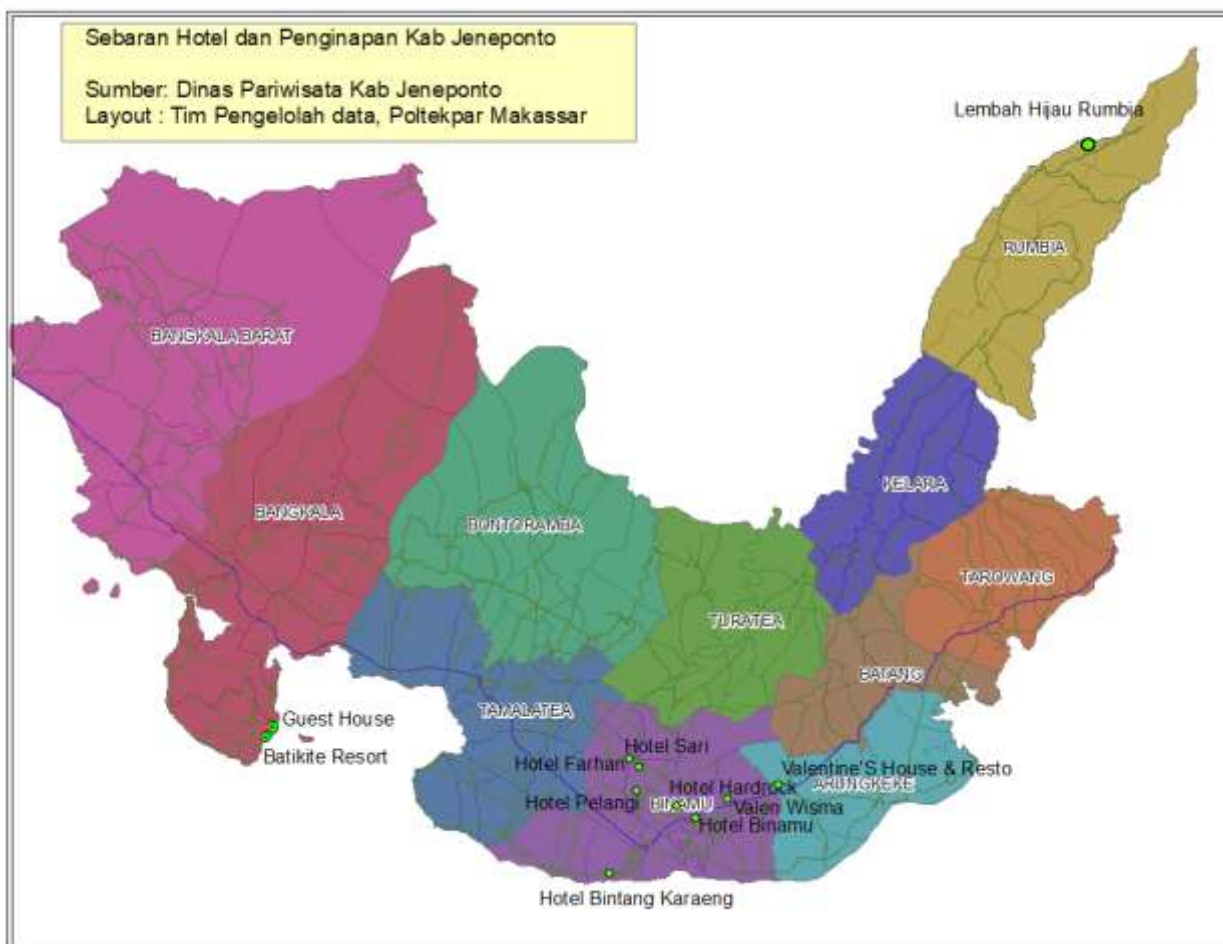 Sebaran Hotel dan Penginapan Kab Jeneponto
Sumber: Dinas Pariwisata Kab Jeneponto
Layout : Tim Pengelolah data, Poltekpar Makassar
Lembah Hijau Rumbia
RUMBIA
BANGKALA BARAT
KELARA
BANGKALA
BONTORAMBA
TAROWANG
TURATEA
BATANG
TAMALATEA
Guest House
Batikite Resort
Hotel Sari
Hotel Farhan
Valentine'S House & Resto
Hotel Hardrock
ARUNGKEKE
Hotel Pelangi
BINAMU
Valen Wisma
Hotel Binamu
Hotel Bintang Karaeng